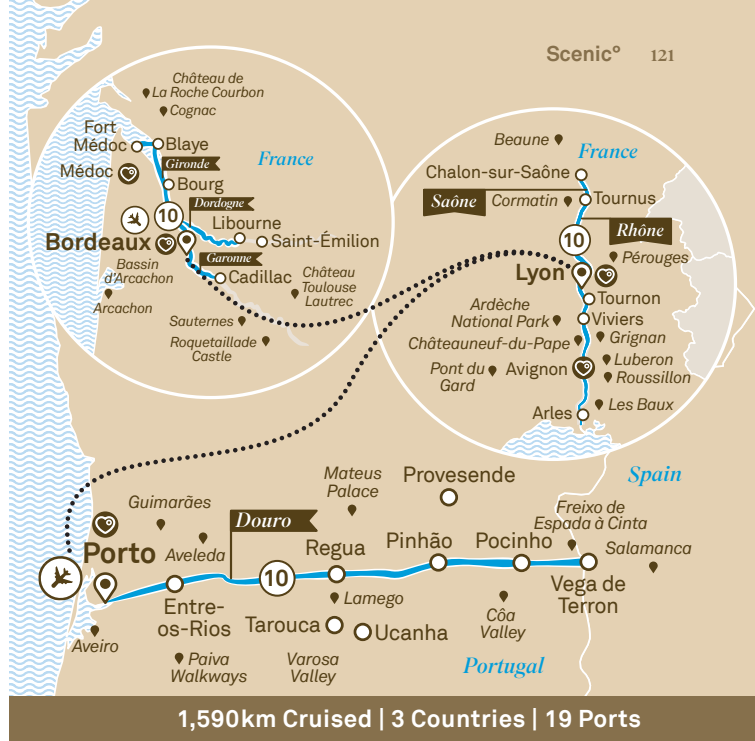 Scenic° 121
Château de
La Roche Courbon
Cognac
Fort
Médoc
Blaye
Gironde
France
Médoc
Bourg
Dordogne
10
Libourne
Bordeaux
Saint-Émilion
Garonne
Bassin
d'Arcachon
Cadillac
Château
Toulouse
Lautrec
Arcachon
Sauternes
Roquetaillade
Castle
Beaune
France
Chalon-sur-Saône
Saône
Cormatin
Tournus
Rhône
10
Pérouges
Lyon
Tournon
Ardèche
National Park
Viviers
Grignan
Châteauneuf-du-Pape
Luberon
Pont du
Gard
Avignon
Roussillon
Les Baux
Arles
Spain
Mateus
Palace
Provesende
Guimarães
Freixo de
Espada à Cinta
Douro
Porto
Aveleda
Regua
Pinhão
Pocinho
Salamanca
10
Entre-
os-Rios
Vega de
Terron
Lamego
Côa
Valley
Tarouca
Ucanha
Aveiro
Paiva
Walkways
Varosa
Valley
Portugal
1,590km Cruised | 3 Countries | 19 Ports